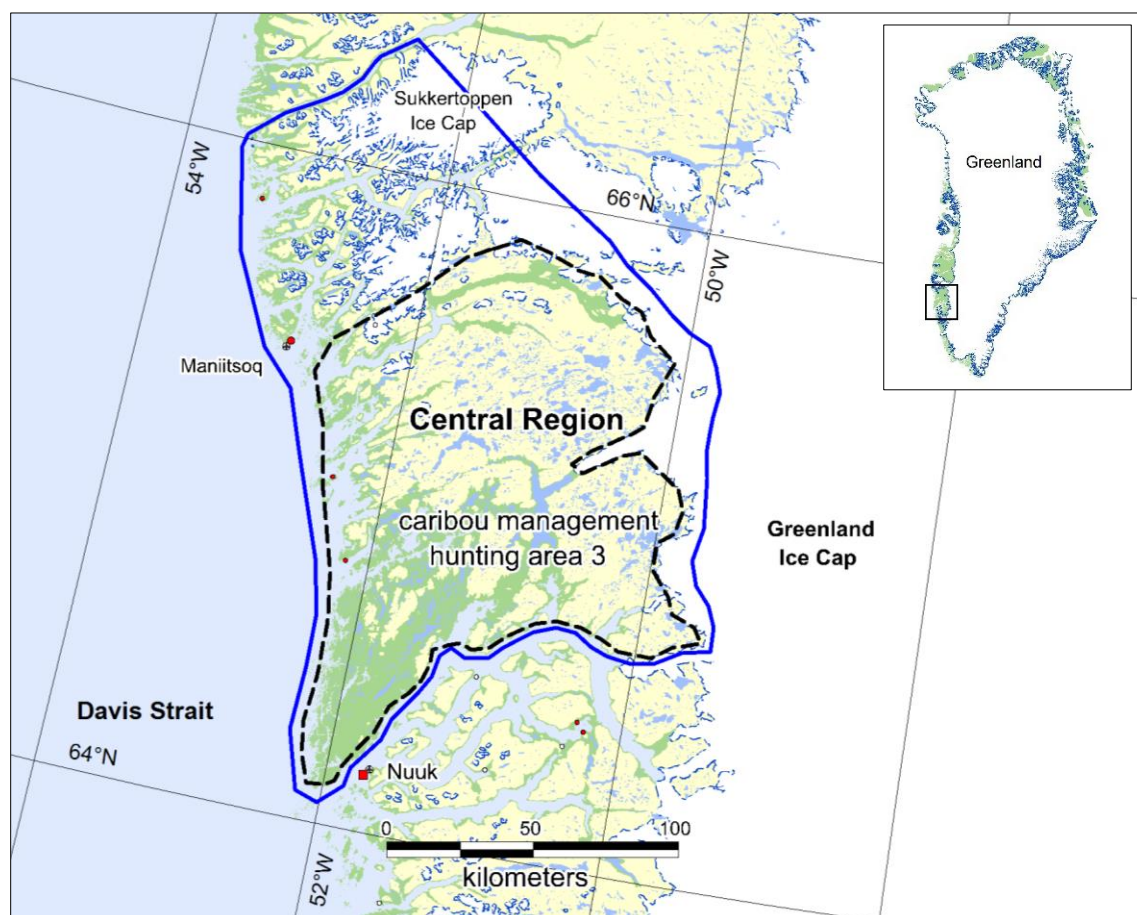 Sukkertoppen
Ice Cap
Greenland
54°W
66°N
50°W
Maniitsoq
Central Region
caribou management
hunting area 3
Greenland
Ice Cap
Davis Strait
64°N
Nuuk
0 50 100
kilometers
52°W